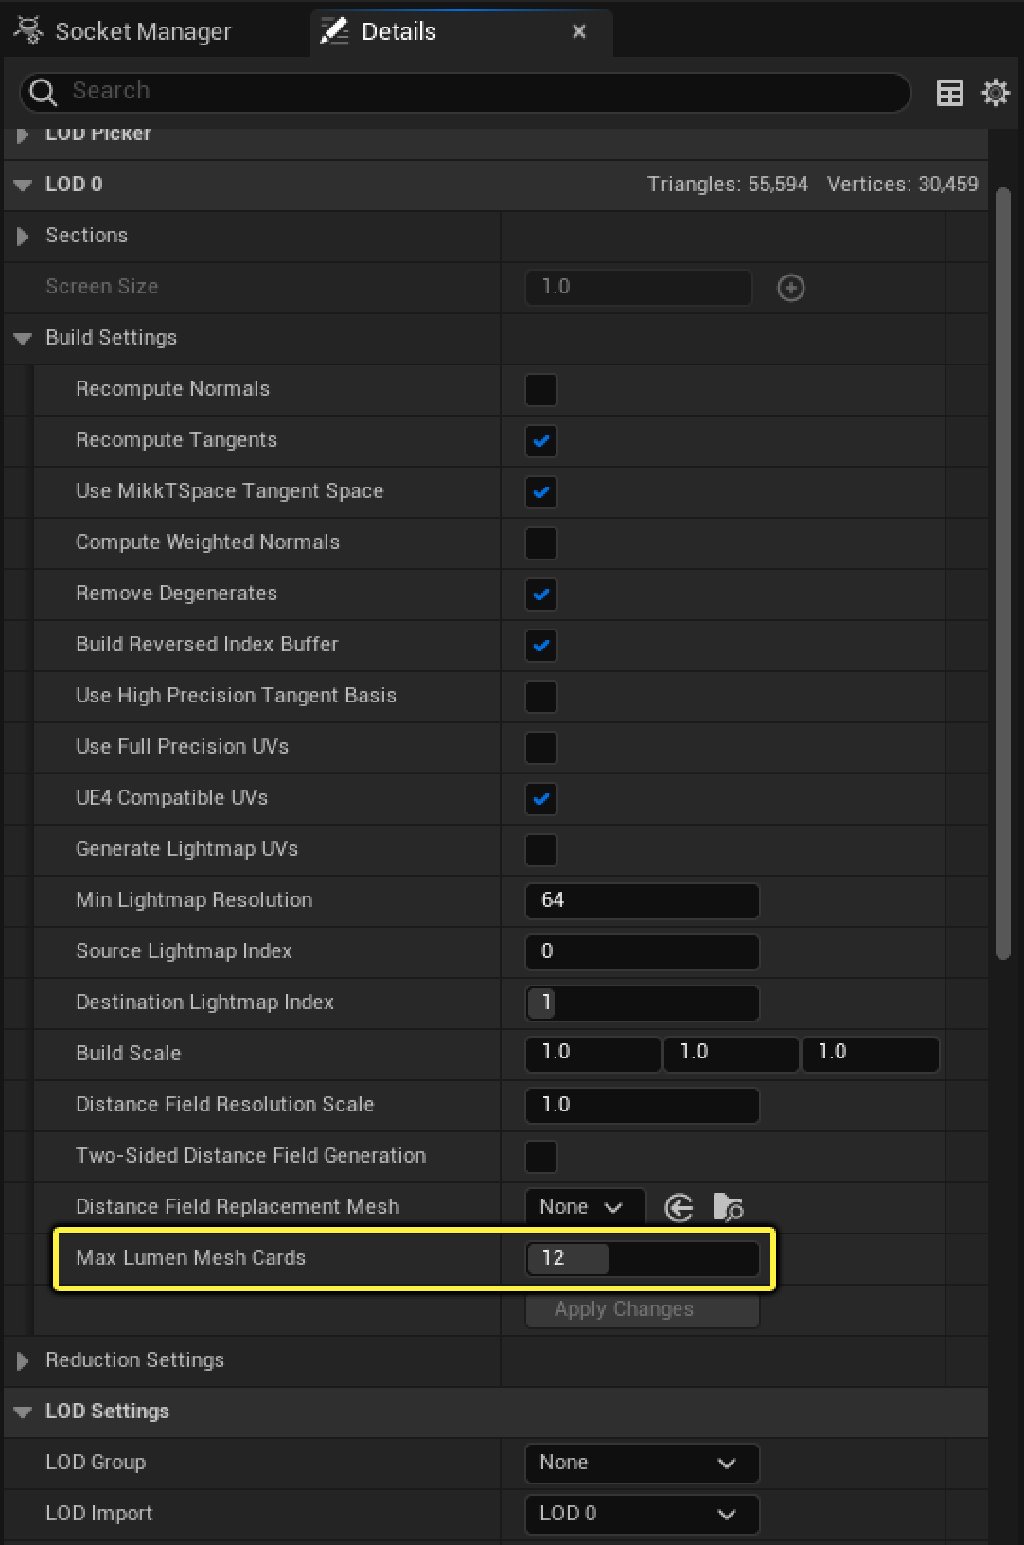 Socket Manager
Details
Search
LOD Picker
LOD 0 Triangles: 55,594 Vertices: 30,459
Sections
Screen Size 1.0
Build Settings
Recompute Normals
Recompute Tangents
Use MikkTSpace Tangent Space
Compute Weighted Normals
Remove Degenerates
Build Reversed Index Buffer
Use High Precision Tangent Basis
Use Full Precision UVs
UE4 Compatible UVs
Generate Lightmap UVs
Min Lightmap Resolution 64
Source Lightmap Index 0
Destination Lightmap Index 1
Build Scale 1.0 1.0 1.0
Distance Field Resolution Scale 1.0
Two-Sided Distance Field Generation
Distance Field Replacement Mesh None
Max Lumen Mesh Cards 12
Apply Changes
Reduction Settings
LOD Settings
LOD Group None
LOD Import LOD 0